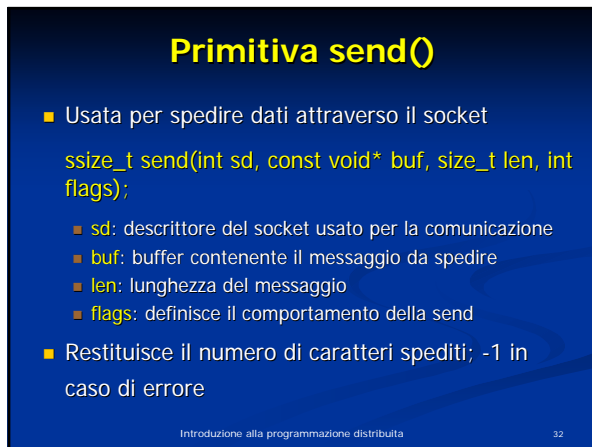 Primitiva send()
Usata per spedire dati attraverso il socket
ssize_t send(int sd, const void* buf, size_t len, int
flags);
sd: descrittore del socket usato per la comunicazione
buf: buffer contenente il messaggio da spedire
len: lunghezza del messaggio
flags: definisce il comportamento della send
Restituisce il numero di caratteri spediti; -1 in
caso di errore
Introduzione alla programmazione distribuita 32